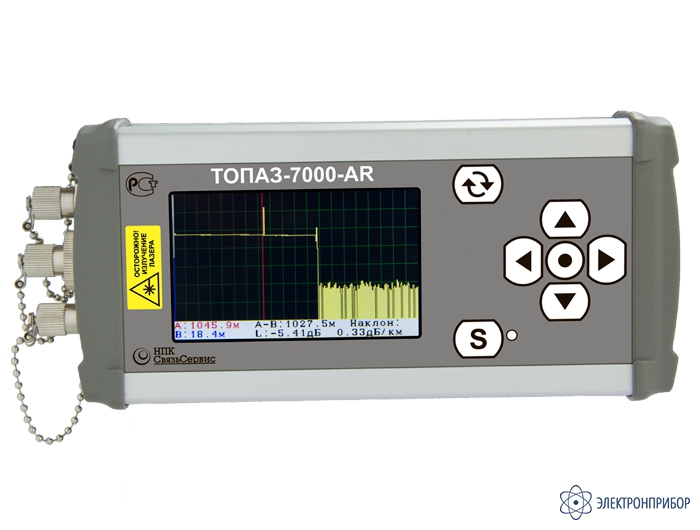 ТОПАЗ-7000-AR
РСТ
ОСТОРОЖНО!
ИЗЛУЧЕНИЕ
ЛАЗЕРА
А:1045.9м А-В:1027.5м Наклон:
В:18.4м L:-5.41дБ 0.33дБ/км
S
НПК
СвязьСервис
ЭЛЕКТРОНПРИБОР